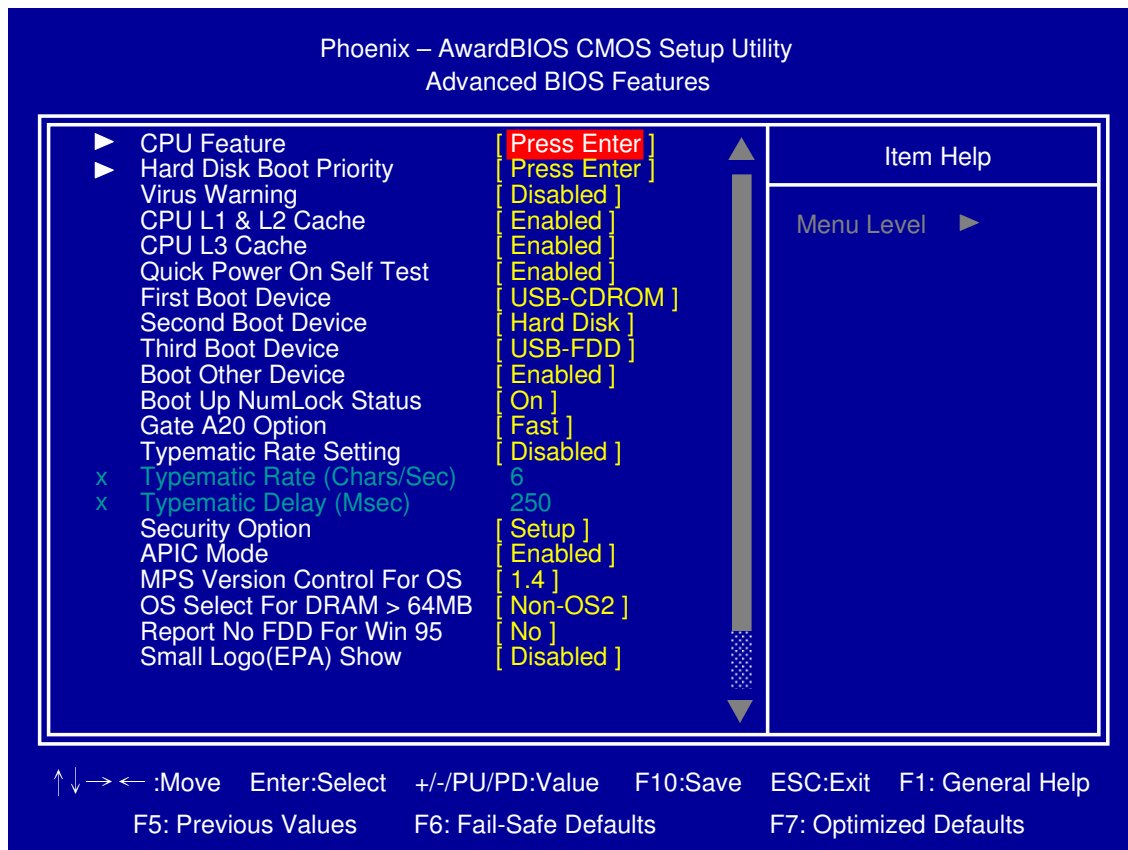 Phoenix – AwardBIOS CMOS Setup Utility
Advanced BIOS Features
► CPU Feature [ Press Enter ]
► Hard Disk Boot Priority [ Press Enter ]
Virus Warning [ Disabled ]
CPU L1 & L2 Cache [ Enabled ]
CPU L3 Cache [ Enabled ]
Quick Power On Self Test [ Enabled ]
First Boot Device [ USB-CDROM ]
Second Boot Device [ Hard Disk ]
Third Boot Device [ USB-FDD ]
Boot Other Device [ Enabled ]
Boot Up NumLock Status [ On ]
Gate A20 Option [ Fast ]
Typematic Rate Setting [ Disabled ]
x Typematic Rate (Chars/Sec) 6
x Typematic Delay (Msec) 250
Security Option [ Setup ]
APIC Mode [ Enabled ]
MPS Version Control For OS [ 1.4 ]
OS Select For DRAM > 64MB [ Non-OS2 ]
Report No FDD For Win 95 [ No ]
Small Logo(EPA) Show [ Disabled ]
Item Help
Menu Level ►
↑↓→← :Move Enter:Select +/-/PU/PD:Value F10:Save ESC:Exit F1: General Help
F5: Previous Values F6: Fail-Safe Defaults F7: Optimized Defaults